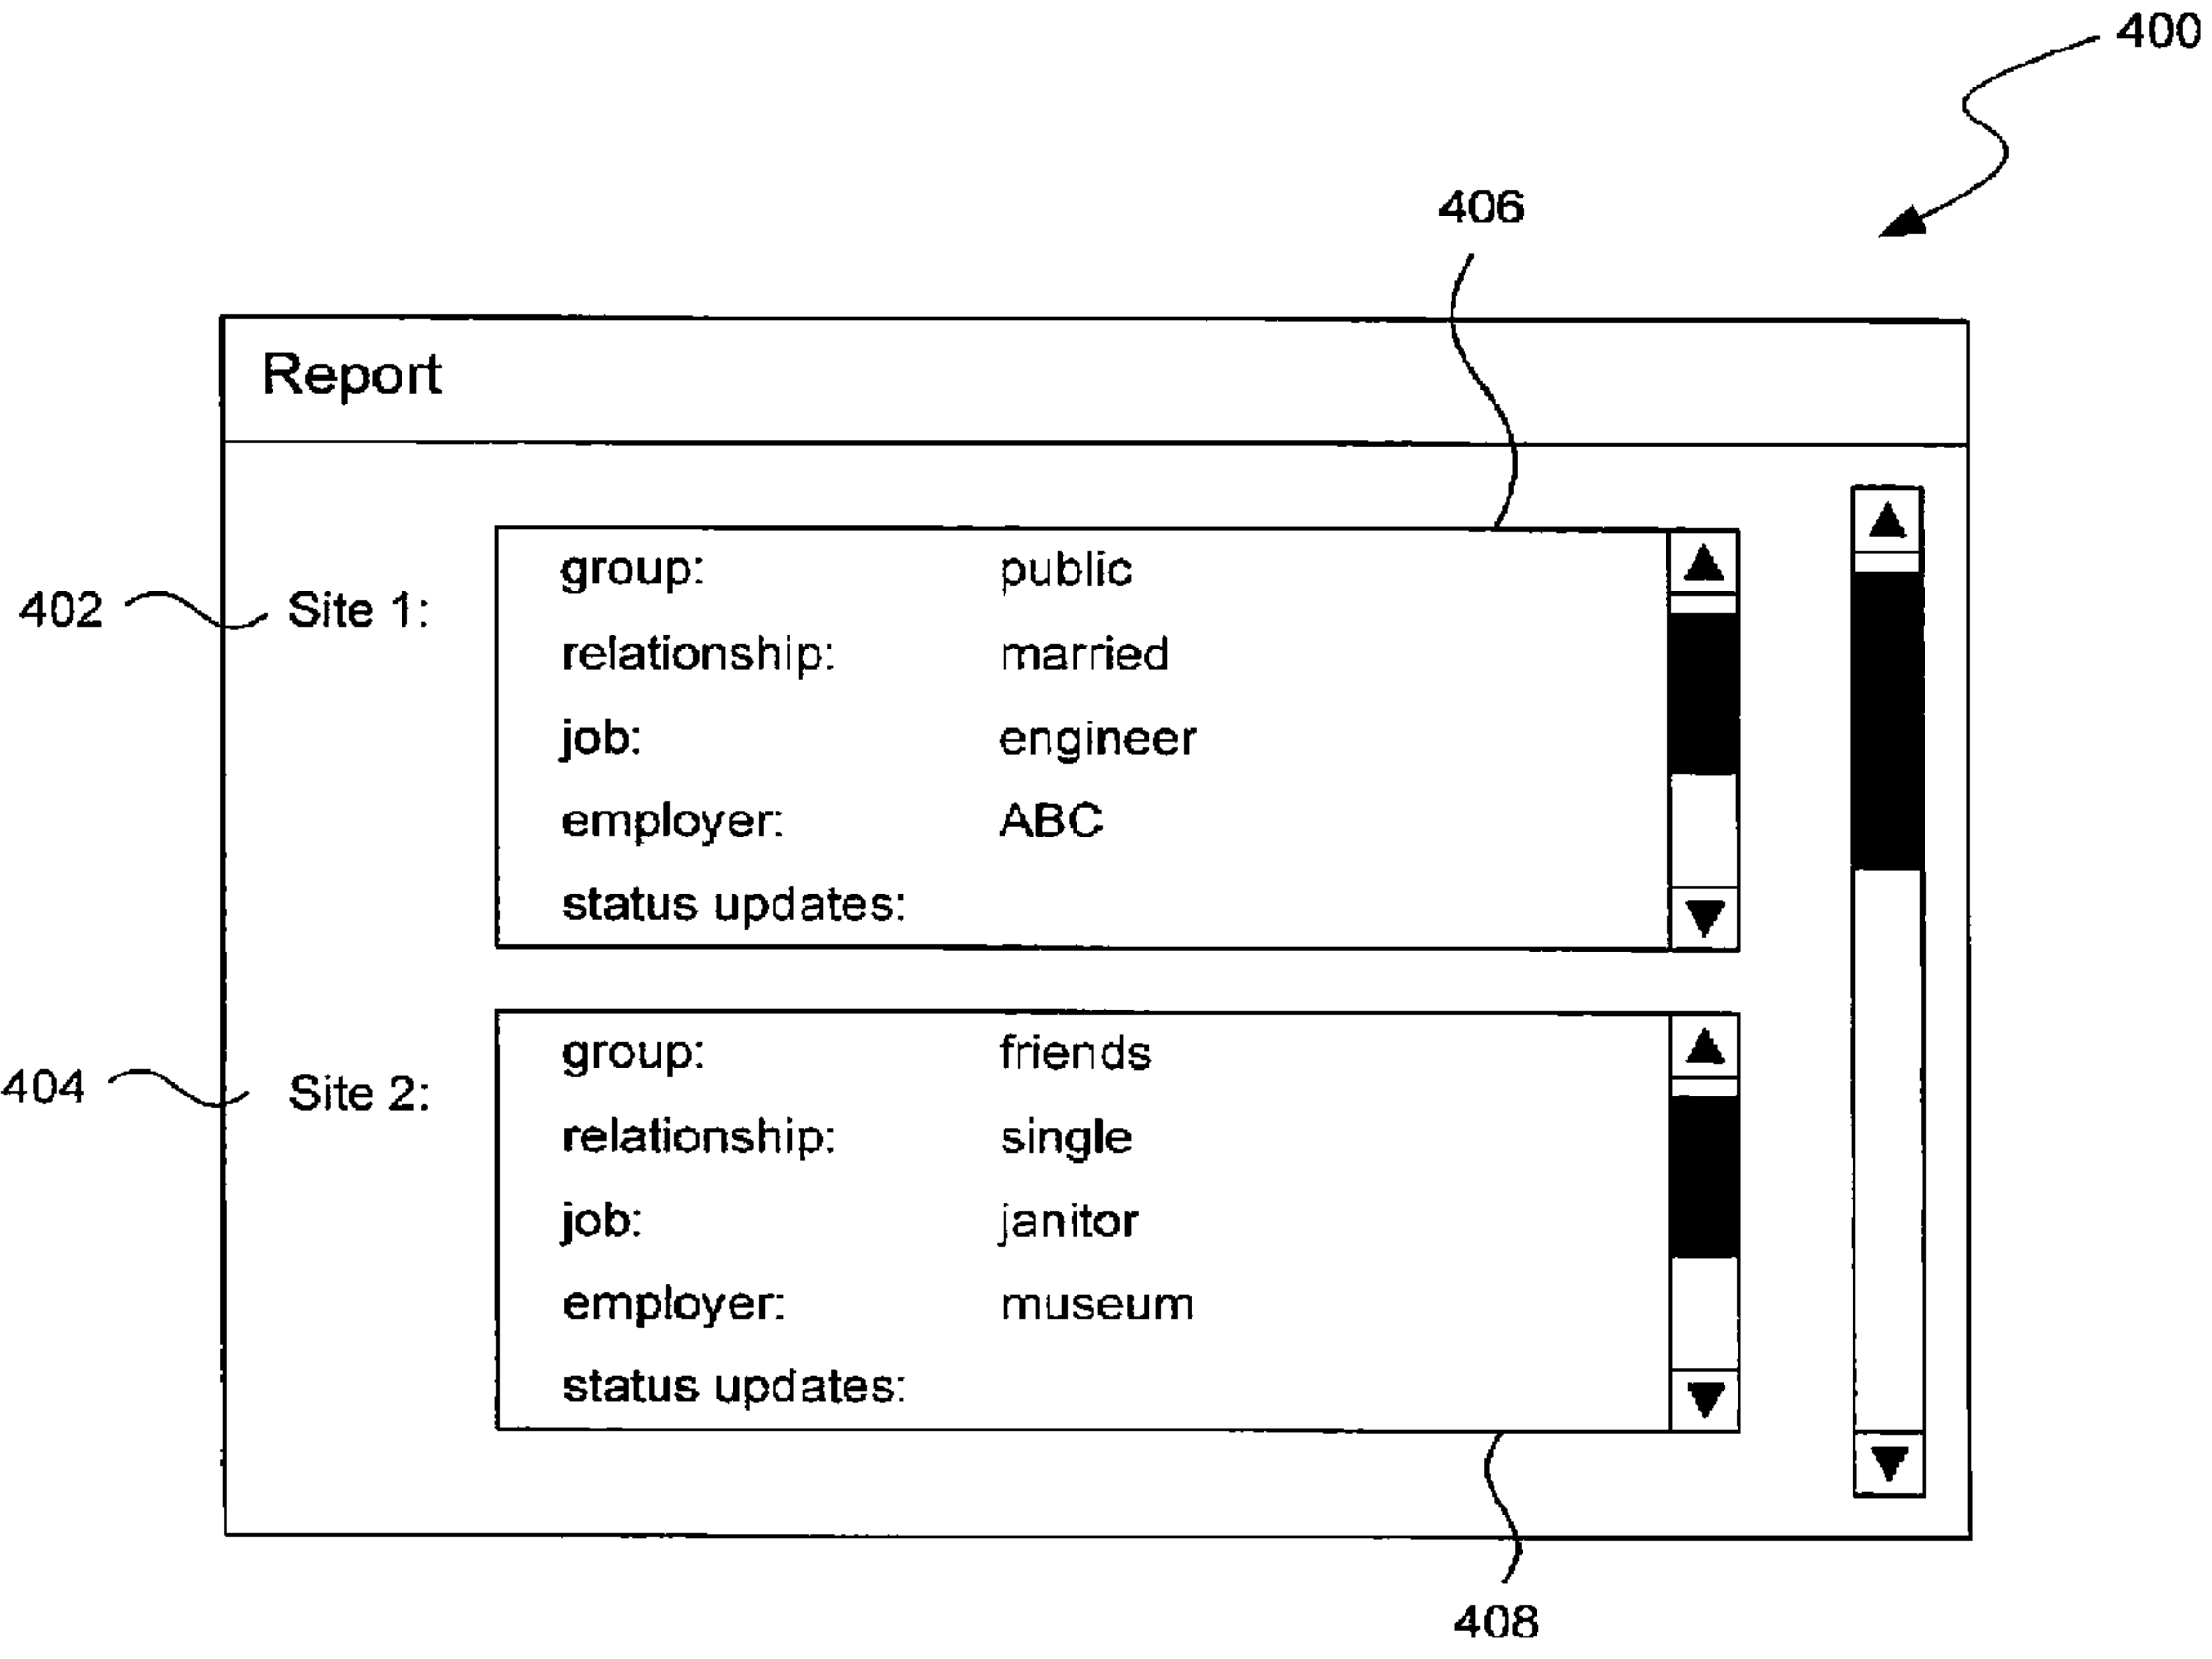 400
406
Report
402
Site 1:
group: public
relationship: married
job: engineer
employer: ABC
status updates:
404
Site 2:
group: friends
relationship: single
job: janitor
employer: museum
status updates:
408